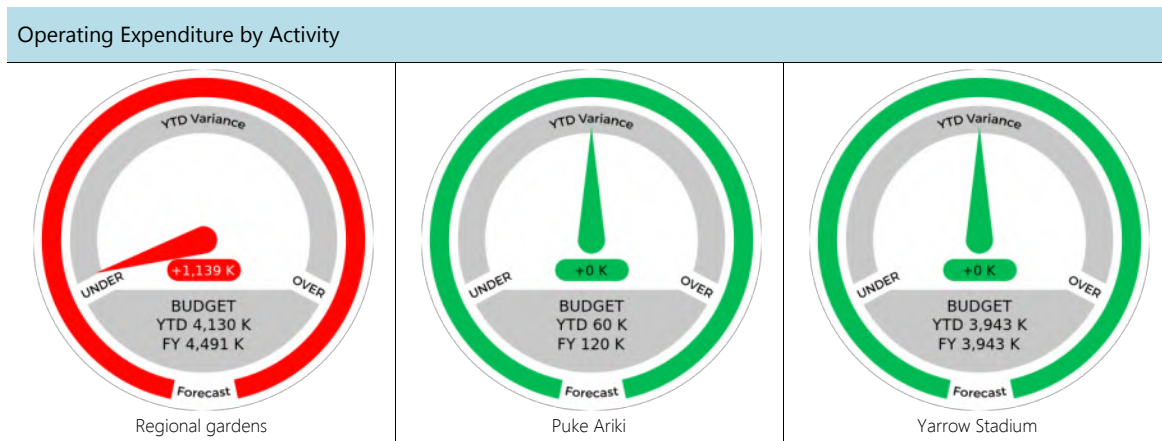 Operating Expenditure by Activity
YTD Variance
+1,139 K
UNDER
OVER
BUDGET
YTD 4,130 K
FY 4,491 K
Forecast
Regional gardens
YTD Variance
+0 K
UNDER
OVER
BUDGET
YTD 60 K
FY 120 K
Forecast
Puke Ariki
YTD Variance
+0 K
UNDER
OVER
BUDGET
YTD 3,943 K
FY 3,943 K
Forecast
Yarrow Stadium